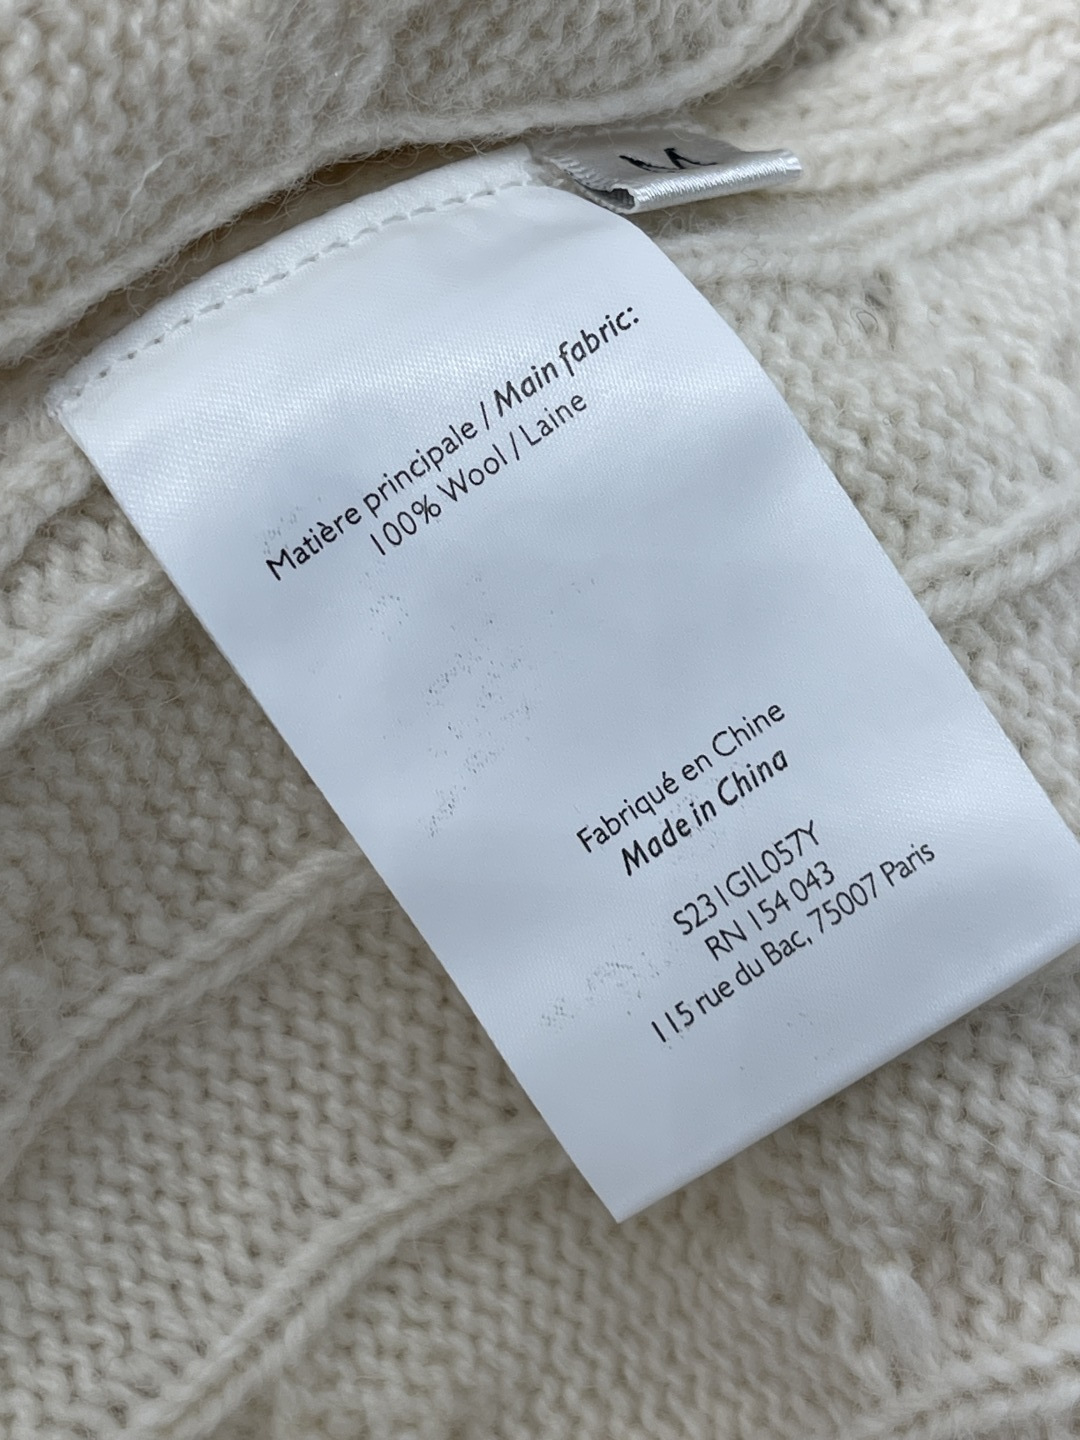 M
Matière principale / Main fabric:
100% Wool / Laine
Fabriqué en Chine
Made in China
S231GIL057Y
RN 154 043
115 rue du Bac, 75007 Paris